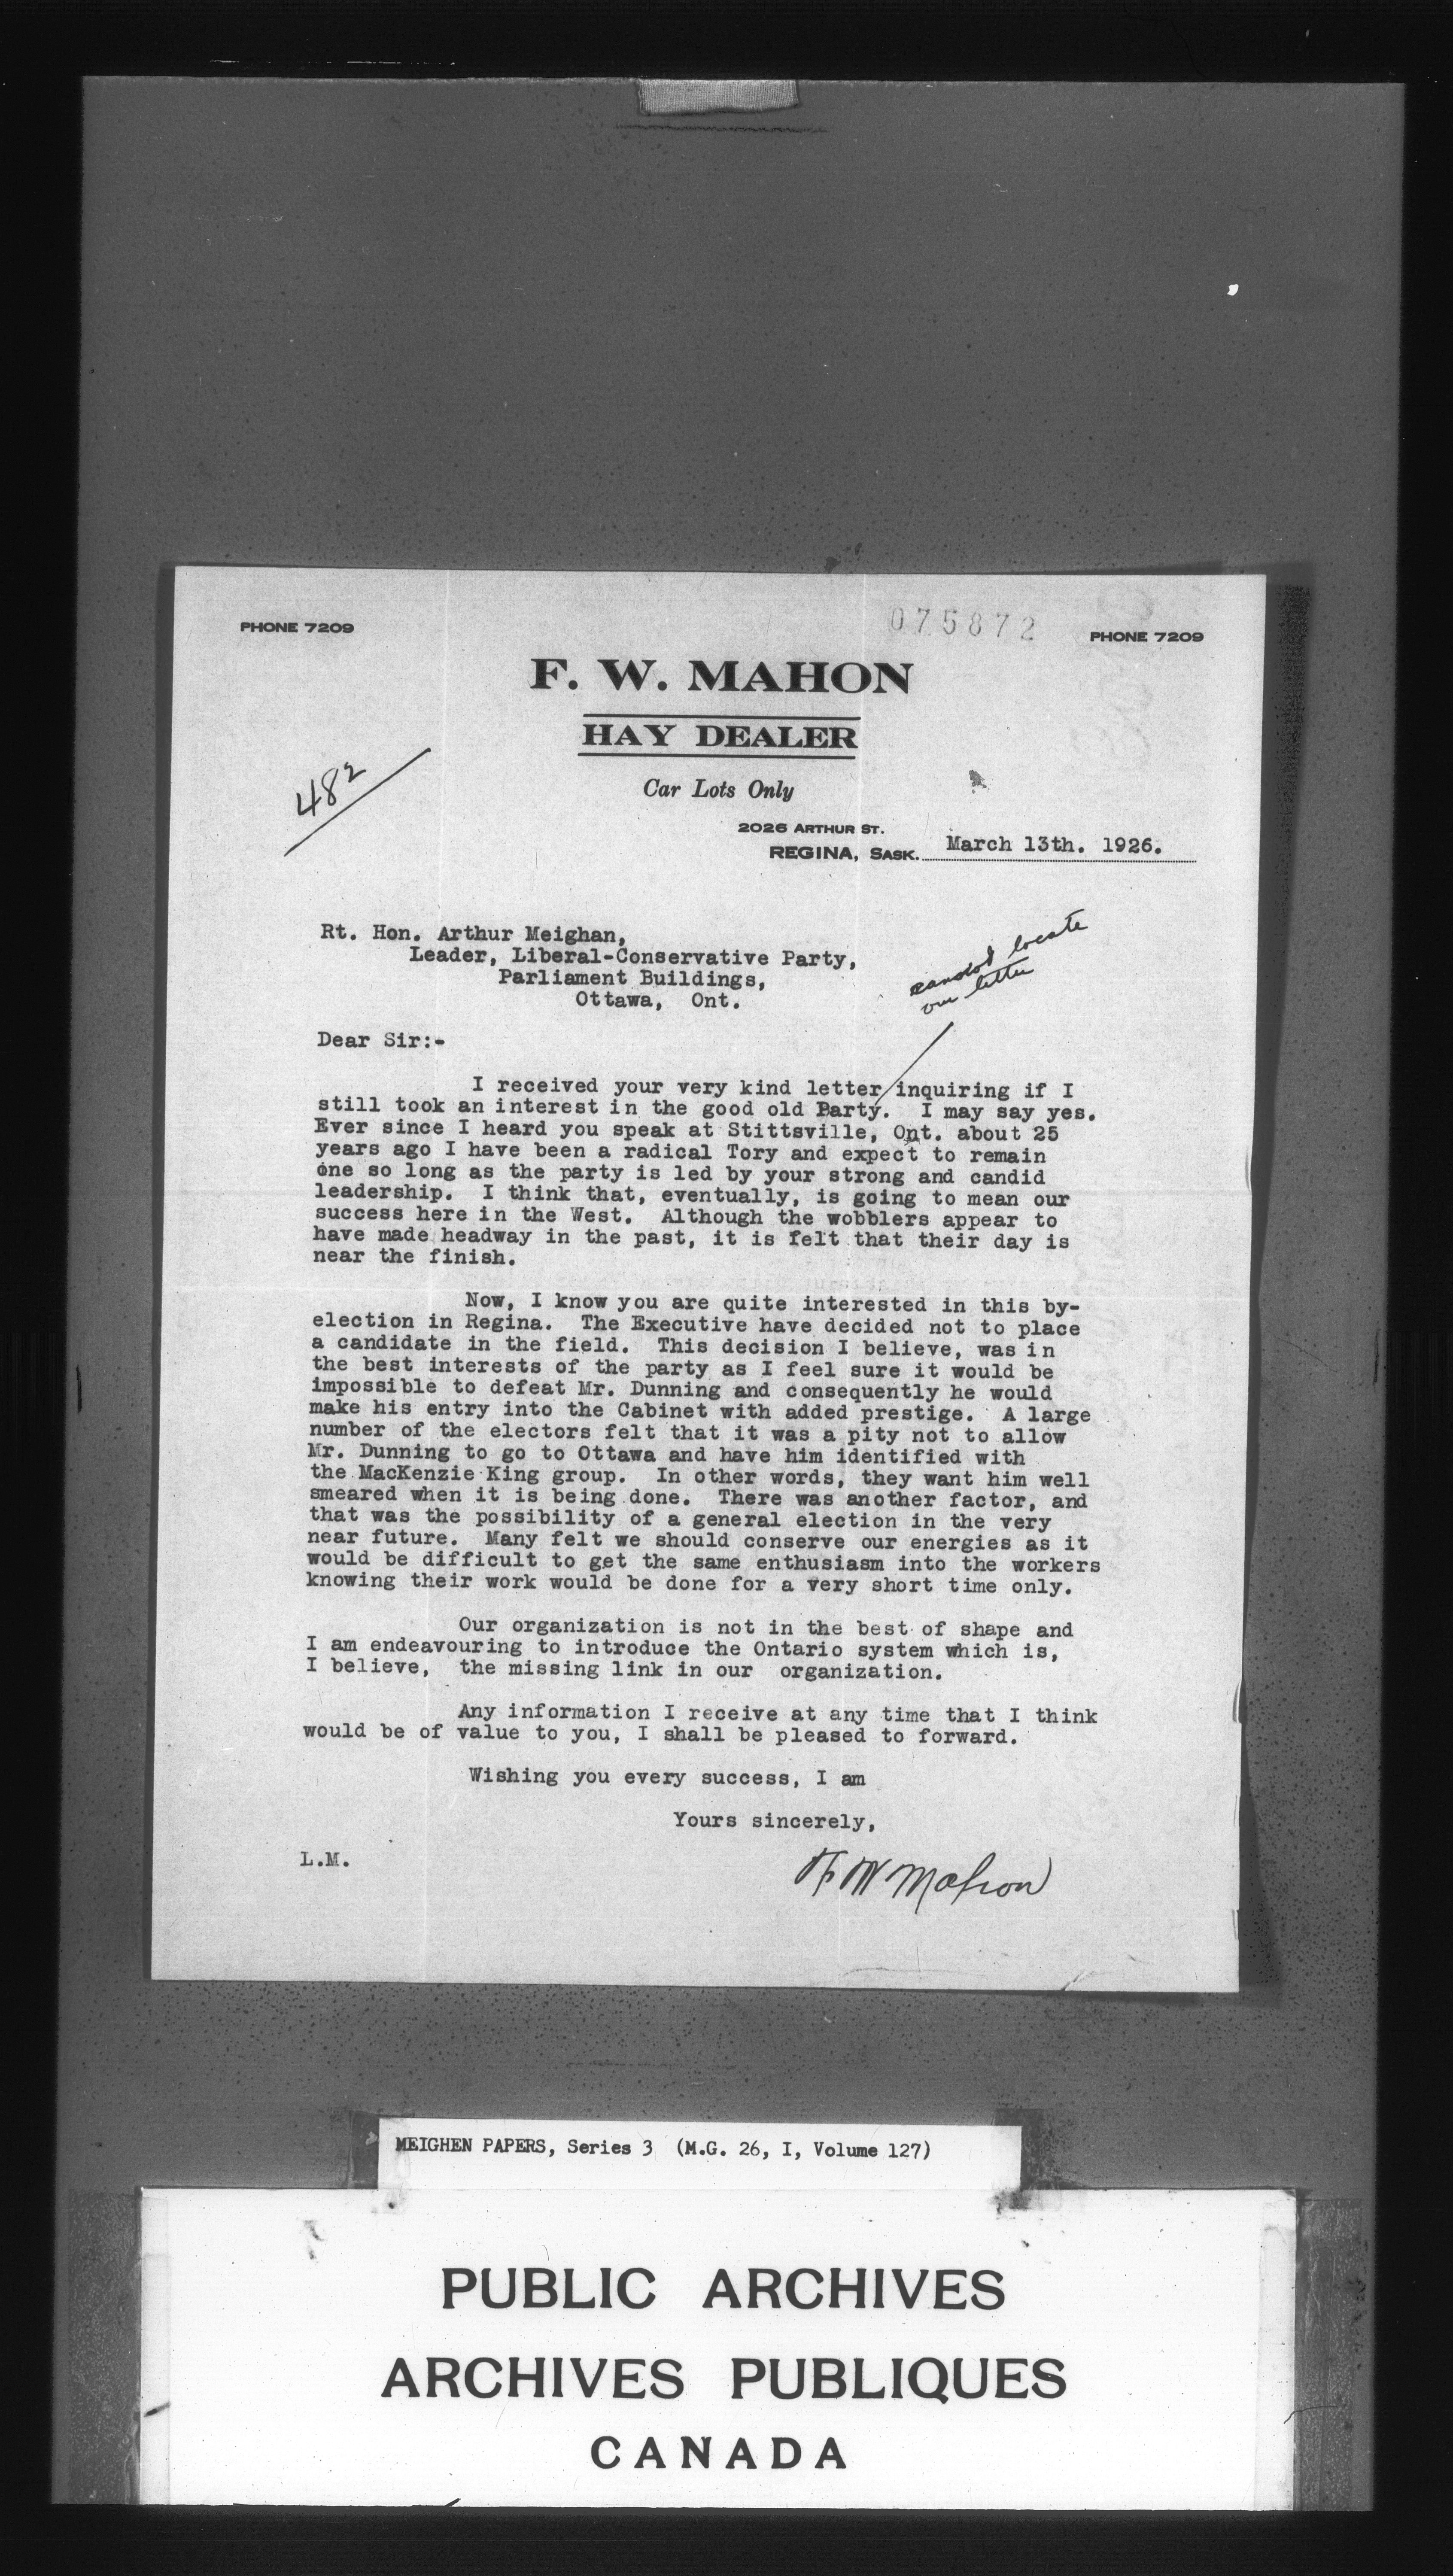 075872
PHONE 7209
PHONE 7209
F. W. MAHON
HAY DEALER
Car Lots Only
482
2026 ARTHUR ST.
REGINA, SASK. March 13th. 1926.
Rt. Hon. Arthur Meighan,
Leader, Liberal-Conservative Party,
Parliament Buildings,
Ottawa, Ont.
cannot locate
our letter
Dear Sir:-
I received your very kind letter inquiring if I
still took an interest in the good old Party. I may say yes.
Ever since I heard you speak at Stittsville, Ont. about 25
years ago I have been a radical Tory and expect to remain
one so long as the party is led by your strong and candid
leadership. I think that, eventually, is going to mean our
success here in the West. Although the wobblers appear to
have made headway in the past, it is felt that their day is
near the finish.
Now, I know you are quite interested in this by-
election in Regina. The Executive have decided not to place
a candidate in the field. This decision I believe, was in
the best interests of the party as I feel sure it would be
impossible to defeat Mr. Dunning and consequently he would
make his entry into the Cabinet with added prestige. A large
number of the electors felt that it was a pity not to allow
Mr. Dunning to go to Ottawa and have him identified with
the MacKenzie King group. In other words, they want him well
smeared when it is being done. There was another factor, and
that was the possibility of a general election in the very
near future. Many felt we should conserve our energies as it
would be difficult to get the same enthusiasm into the workers
knowing their work would be done for a very short time only.
Our organization is not in the best of shape and
I am endeavouring to introduce the Ontario system which is,
I believe, the missing link in our organization.
Any information I receive at any time that I think
would be of value to you, I shall be pleased to forward.
Wishing you every success, I am
Yours sincerely,
L.M.
F W Mahon
MEIGHEN PAPERS, Series 3 (M.G. 26, I, Volume 127)
PUBLIC ARCHIVES
ARCHIVES PUBLIQUES
CANADA